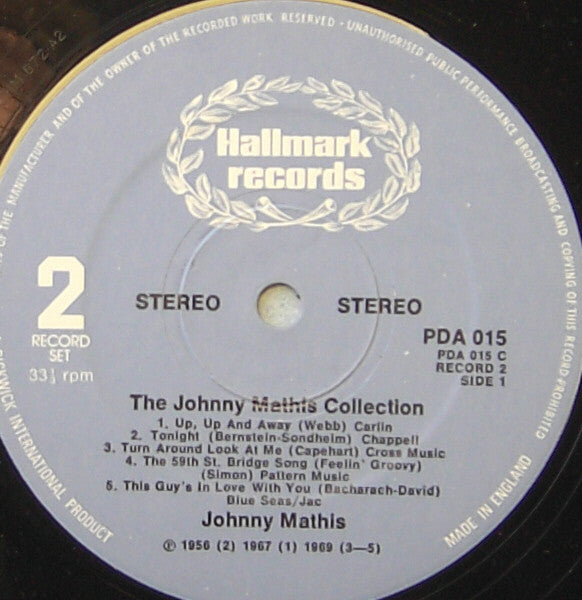 OF THE MANUFACTURER AND OF THE OWNER OF THE RECORDED WORK RESERVED · UNAUTHORISED PUBLIC PERFORMANCE BROADCASTING AND COPYING OF THIS RECORD PROHIBITED
Hallmark
records
2
RECORD
SET
33⅓ rpm
STEREO
STEREO
PDA 015
PDA 015 C
RECORD 2
SIDE 1
The Johnny Mathis Collection
1. Up, Up And Away (Webb) Carlin
2. Tonight (Bernstein-Sondheim) Chappell
3. Turn Around Look At Me (Capehart) Cross Music
4. The 59th St. Bridge Song (Feelin' Groovy)
(Simon) Pattern Music
5. This Guy's In Love With You (Bacharach-David)
Blue Seas/Jac
Johnny Mathis
℗ 1956 (2) 1967 (1) 1969 (3—5)
INTERNATIONAL PRODUCT
MADE IN ENGLAND